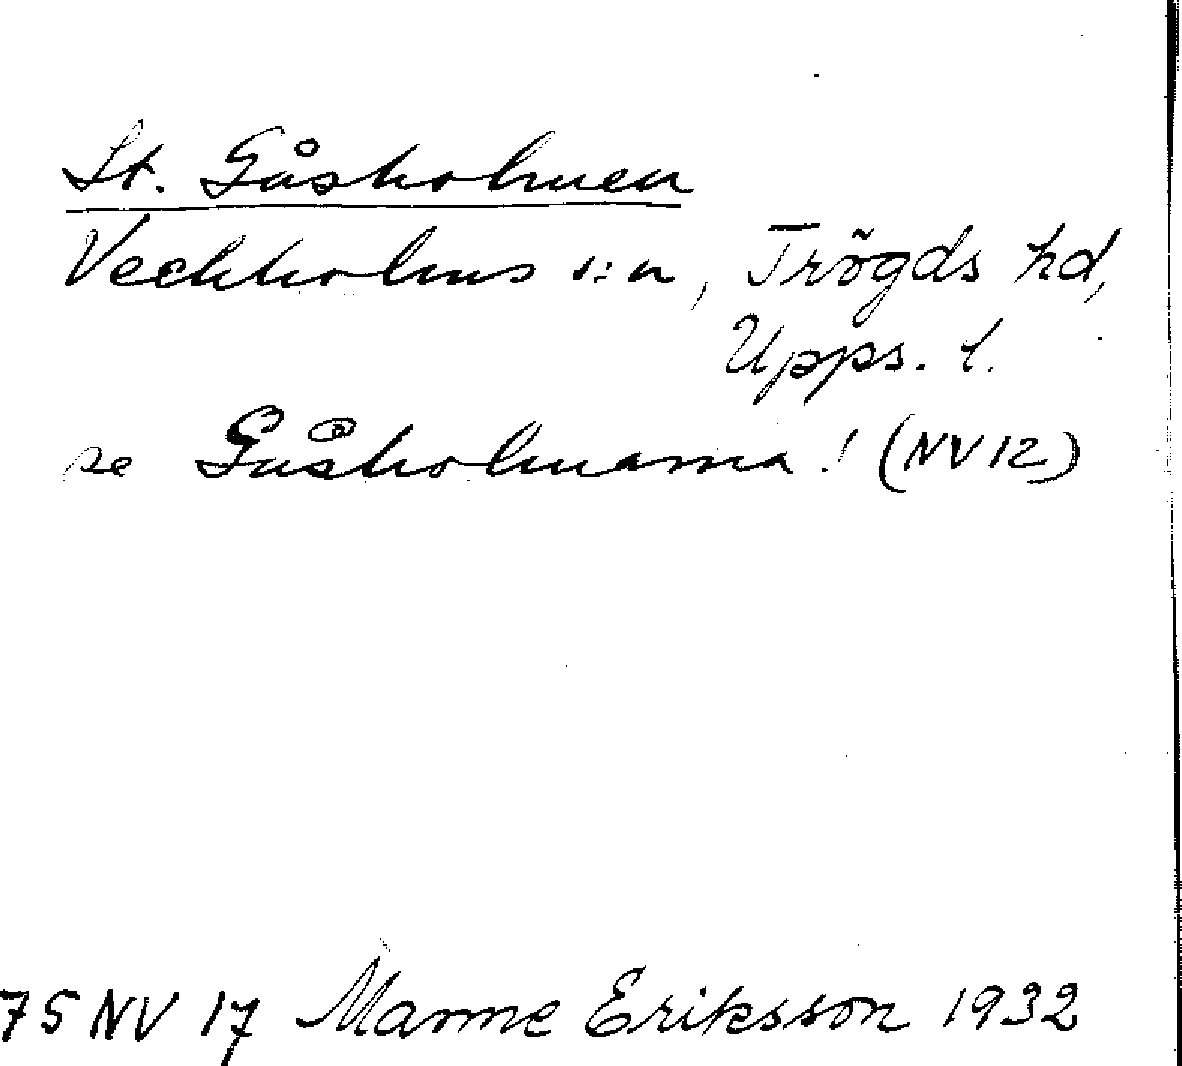 St. Gåsholmen
Veckholms s:n, Trögds hd,
Upps. l.
se Gåsholmarna! (NV 12)
75 NV 17 Manne Eriksson 1932